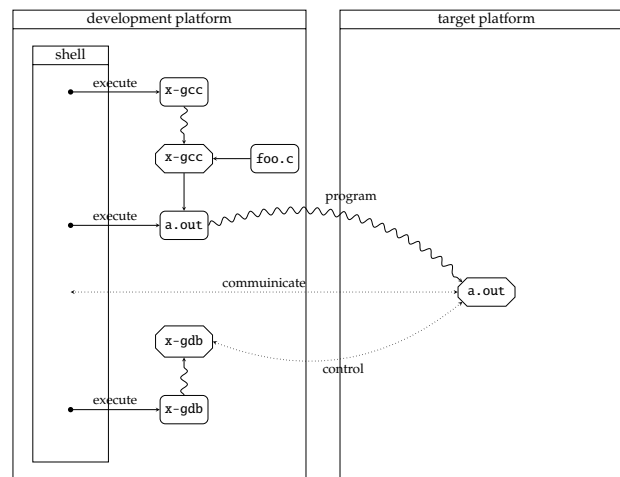 development platform
target platform
shell
execute
x-gcc
x-gcc
foo.c
program
execute
a.out
commuinicate
a.out
x-gdb
control
execute
x-gdb